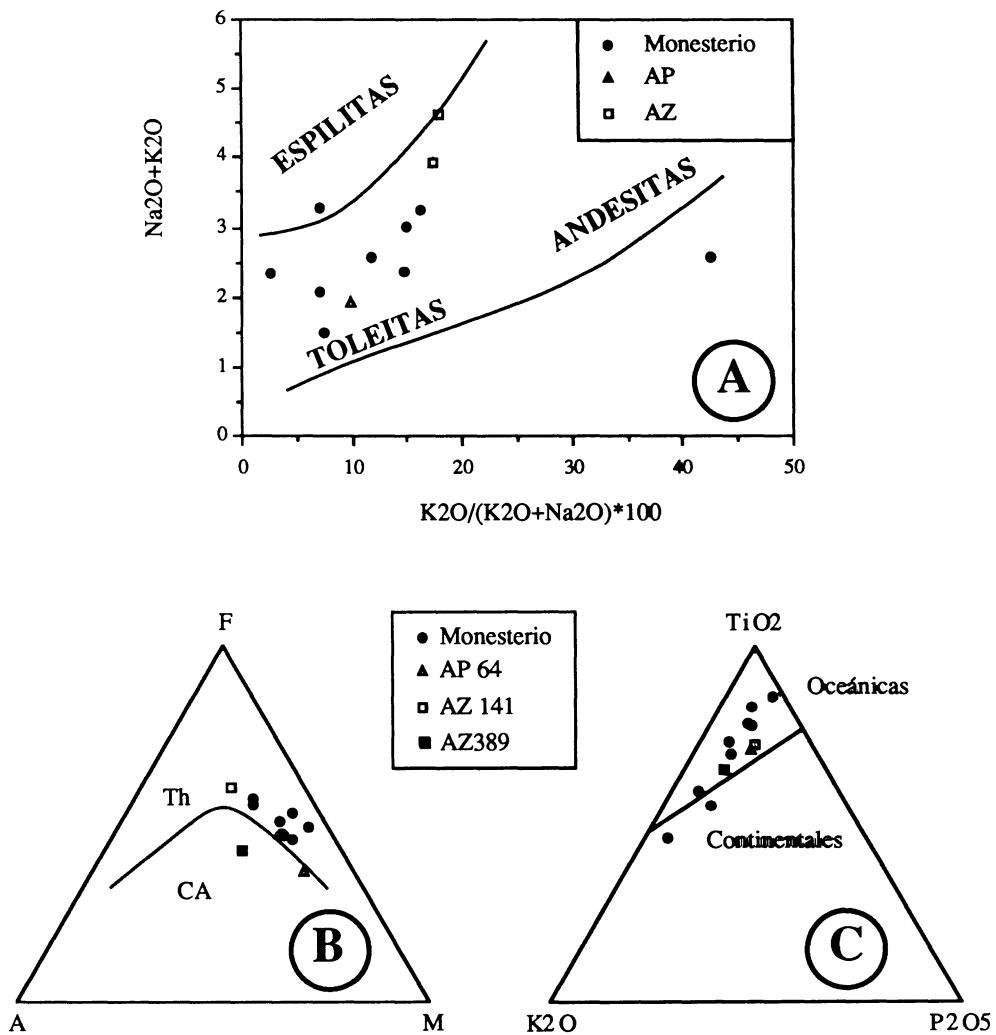 6
5
4
3
2
1
0
Na2O+K2O
Monesterio
AP
AZ
ESPILITAS
ANDESITAS
TOLEITAS
A
0 10 20 30 40 50
K2O/(K2O+Na2O)*100
F
Monesterio
AP 64
AZ 141
AZ389
Th
CA
B
A M
TiO2
Oceánicas
Continentales
C
K2O P2O5